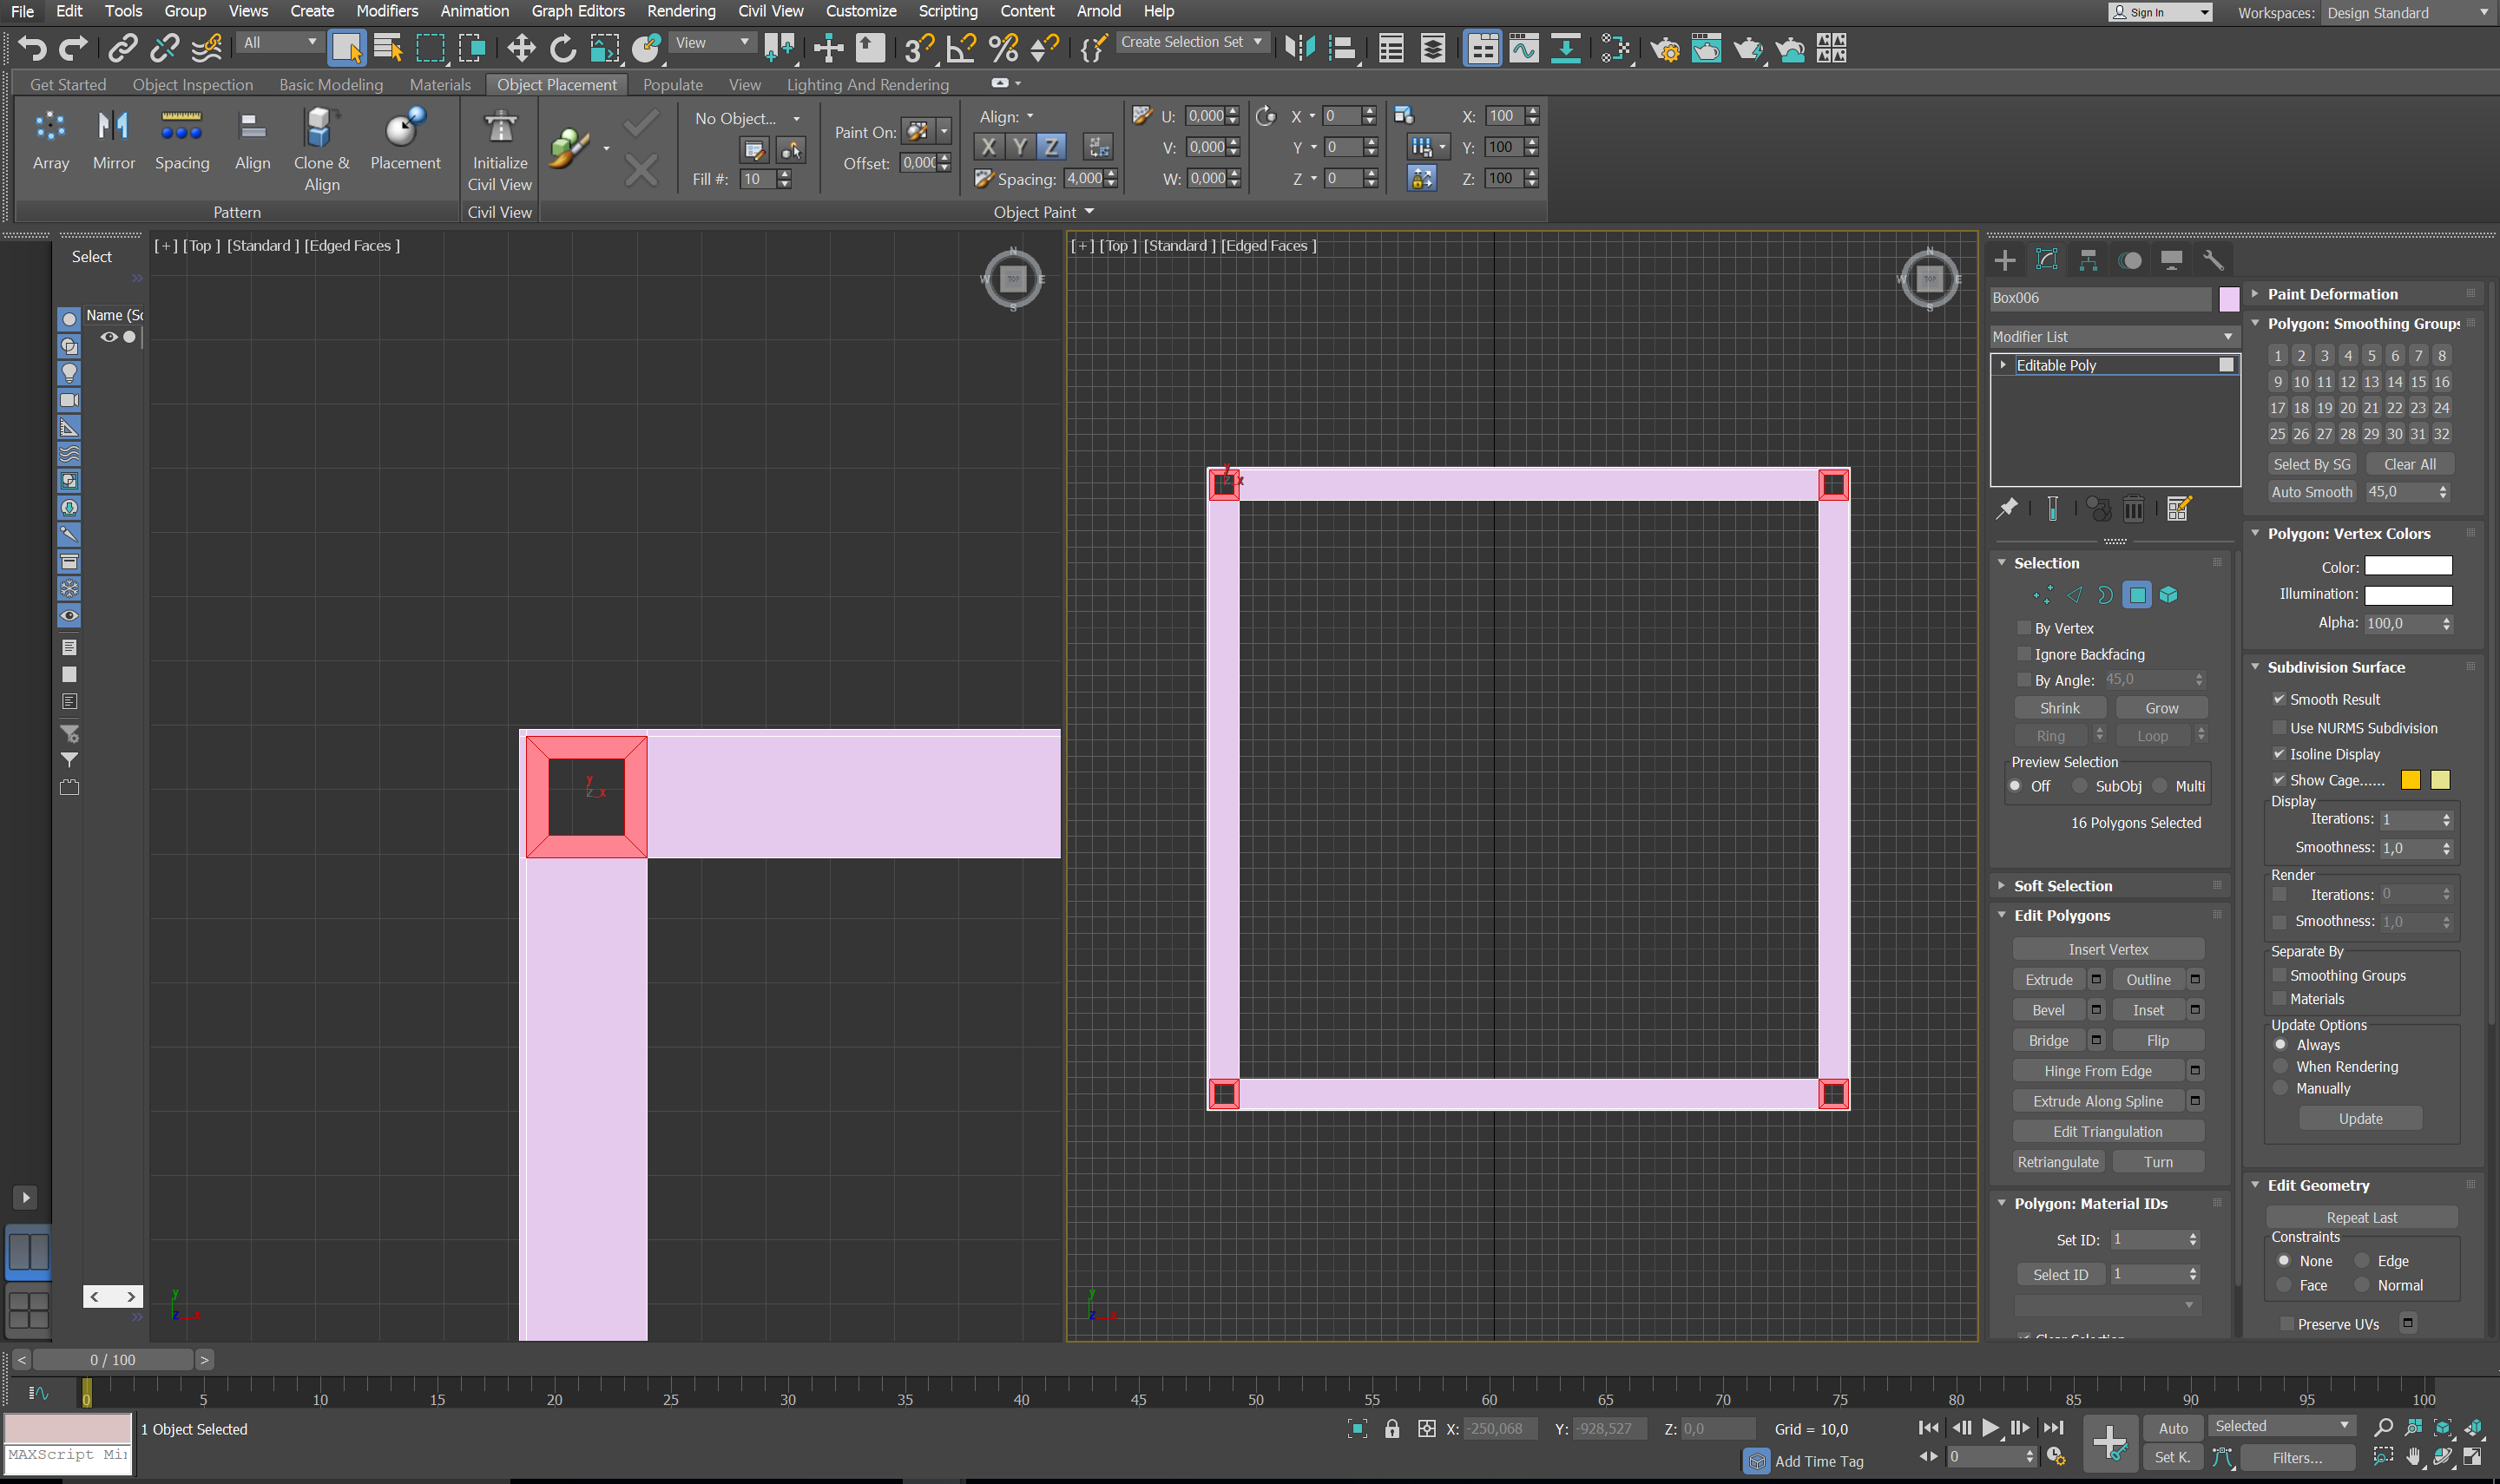 File Edit Tools Group Views Create Modifiers Animation Graph Editors Rendering Civil View Customize Scripting Content Arnold Help
Sign In Workspaces: Design Standard
All View Create Selection Set
Get Started Object Inspection Basic Modeling Materials Object Placement Populate View Lighting And Rendering
No Object... Align: U: 0,000 X 0 X: 100
Paint On: X Y Z V: 0,000 Y 0 Y: 100
Array Mirror Spacing Align Clone & Align Placement Initialize Civil View Offset: 0,000
Fill #: 10 Spacing: 4,000 W: 0,000 Z 0 Z: 100
Pattern Civil View Object Paint
Select
Name (So
[+] [Top ] [Standard ] [Edged Faces ]
N
W TOP E
S
y
z x
y
z x
[+] [Top ] [Standard ] [Edged Faces ]
N
W TOP E
S
y
z x
y
z x
Box006
Modifier List
Editable Poly
Selection
By Vertex
Ignore Backfacing
By Angle: 45,0
Shrink Grow
Ring Loop
Preview Selection
Off SubObj Multi
16 Polygons Selected
Soft Selection
Edit Polygons
Insert Vertex
Extrude Outline
Bevel Inset
Bridge Flip
Hinge From Edge
Extrude Along Spline
Edit Triangulation
Retriangulate Turn
Polygon: Material IDs
Set ID: 1
Select ID 1
Paint Deformation
Polygon: Smoothing Groups
1 2 3 4 5 6 7 8
9 10 11 12 13 14 15 16
17 18 19 20 21 22 23 24
25 26 27 28 29 30 31 32
Select By SG Clear All
Auto Smooth 45,0
Polygon: Vertex Colors
Color:
Illumination:
Alpha: 100,0
Subdivision Surface
Smooth Result
Use NURMS Subdivision
Isoline Display
Show Cage......
Display
Iterations: 1
Smoothness: 1,0
Render
Iterations: 0
Smoothness: 1,0
Separate By
Smoothing Groups
Materials
Update Options
Always
When Rendering
Manually
Update
Edit Geometry
Repeat Last
Constraints
None Edge
Face Normal
Preserve UVs
< 0 / 100 >
0 5 10 15 20 25 30 35 40 45 50 55 60 65 70 75 80 85 90 95 100
1 Object Selected X: -250,068 Y: -928,527 Z: 0,0 Grid = 10,0 Auto Selected
MAXScript Mi Add Time Tag 0 Set K. Filters...